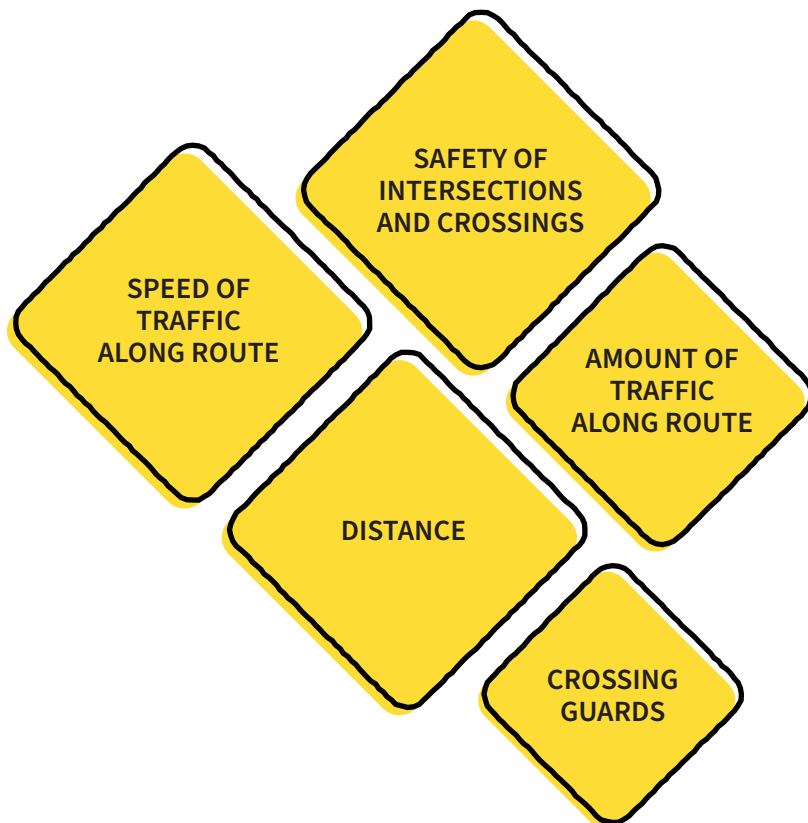 SAFETY OF
INTERSECTIONS
AND CROSSINGS
SPEED OF
TRAFFIC
ALONG ROUTE
AMOUNT OF
TRAFFIC
ALONG ROUTE
DISTANCE
CROSSING
GUARDS